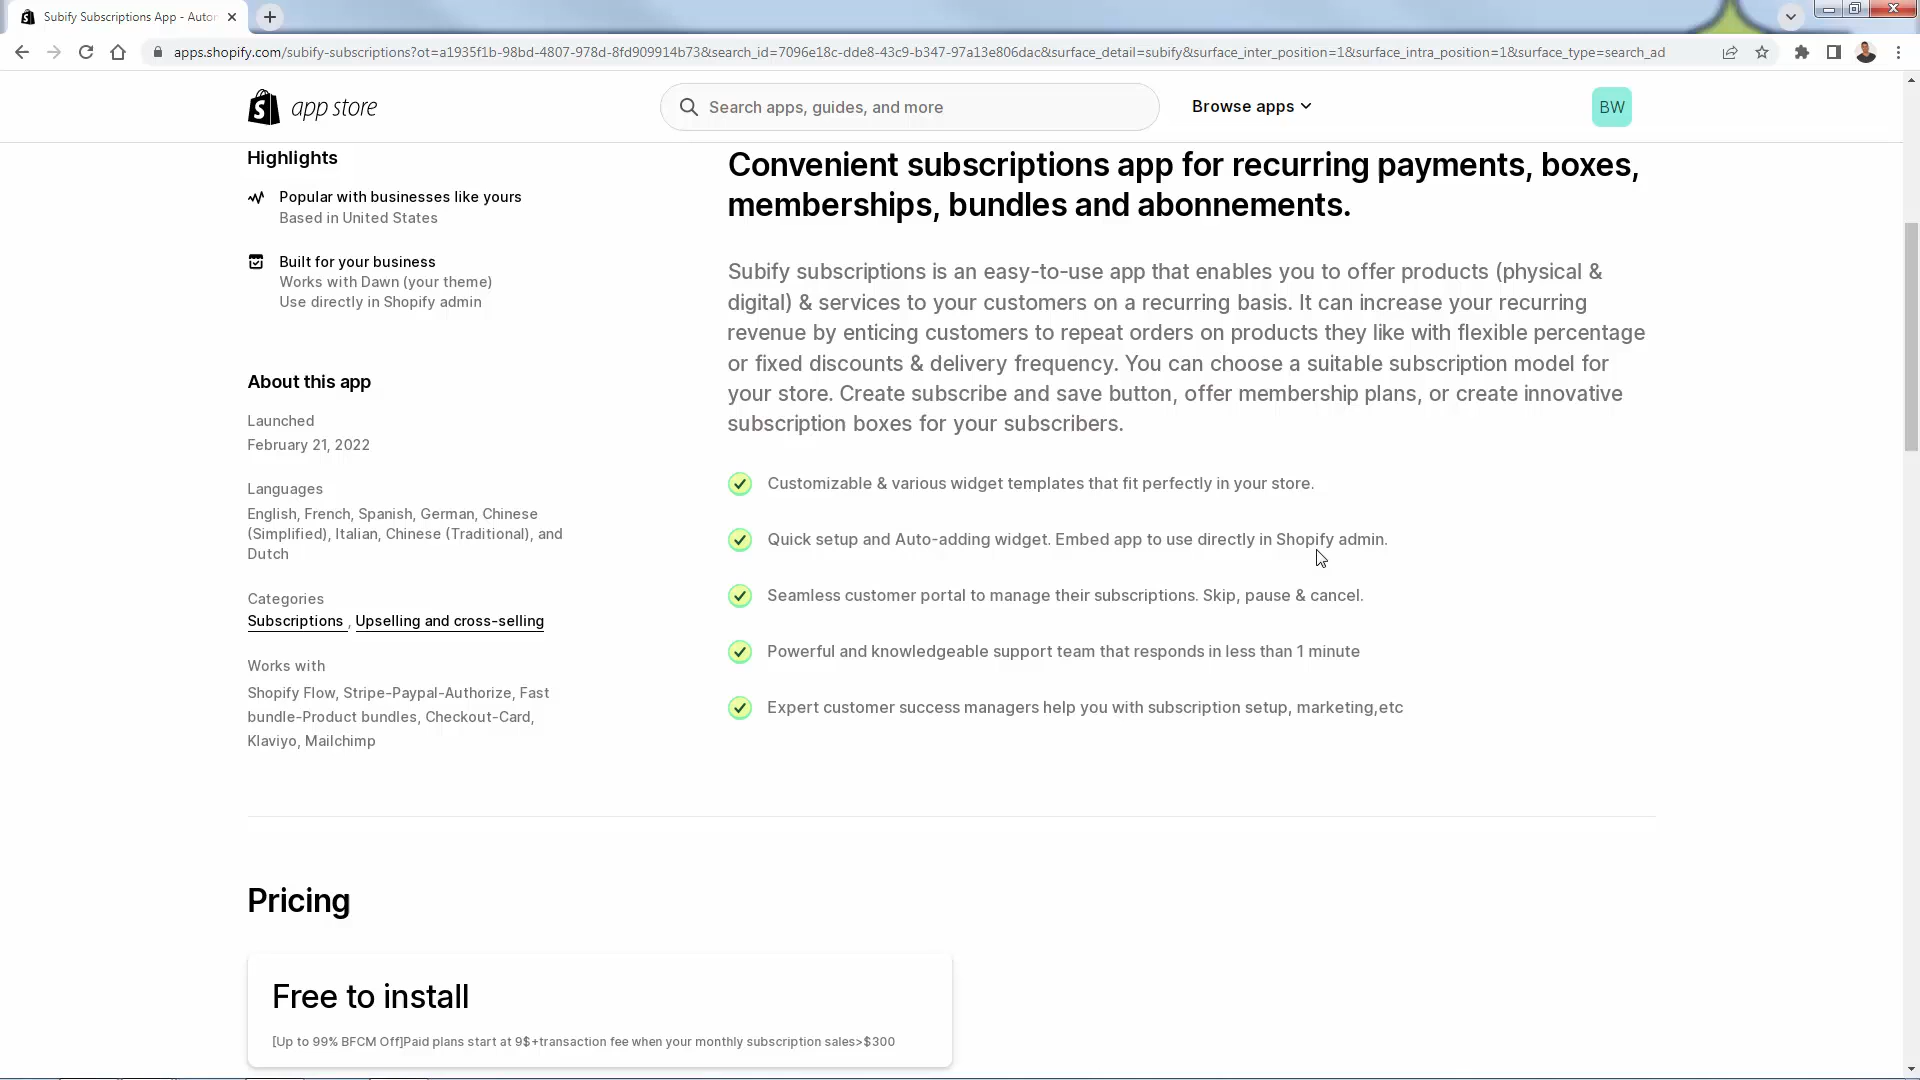 Subify Subscriptions App - Autor
apps.shopify.com/subify-subscriptions?ot=a1935f1b-98bd-4807-978d-8fd909914b73&search_id=7096e18c-dde8-43c9-b347-97a13e806dac&surface_detail=subify&surface_inter_position=1&surface_intra_position=1&surface_type=search_ad
app store
Search apps, guides, and more
Browse apps
BW
Highlights
Popular with businesses like yours
Based in United States
Built for your business
Works with Dawn (your theme)
Use directly in Shopify admin
About this app
Launched
February 21, 2022
Languages
English, French, Spanish, German, Chinese
(Simplified), Italian, Chinese (Traditional), and
Dutch
Categories
Subscriptions , Upselling and cross-selling
Works with
Shopify Flow, Stripe-Paypal-Authorize, Fast
bundle-Product bundles, Checkout-Card,
Klaviyo, Mailchimp
Convenient subscriptions app for recurring payments, boxes,
memberships, bundles and abonnements.
Subify subscriptions is an easy-to-use app that enables you to offer products (physical &
digital) & services to your customers on a recurring basis. It can increase your recurring
revenue by enticing customers to repeat orders on products they like with flexible percentage
or fixed discounts & delivery frequency. You can choose a suitable subscription model for
your store. Create subscribe and save button, offer membership plans, or create innovative
subscription boxes for your subscribers.
Customizable & various widget templates that fit perfectly in your store.
Quick setup and Auto-adding widget. Embed app to use directly in Shopify admin.
Seamless customer portal to manage their subscriptions. Skip, pause & cancel.
Powerful and knowledgeable support team that responds in less than 1 minute
Expert customer success managers help you with subscription setup, marketing,etc
Pricing
Free to install
[Up to 99% BFCM Off]Paid plans start at 9$+transaction fee when your monthly subscription sales>$300